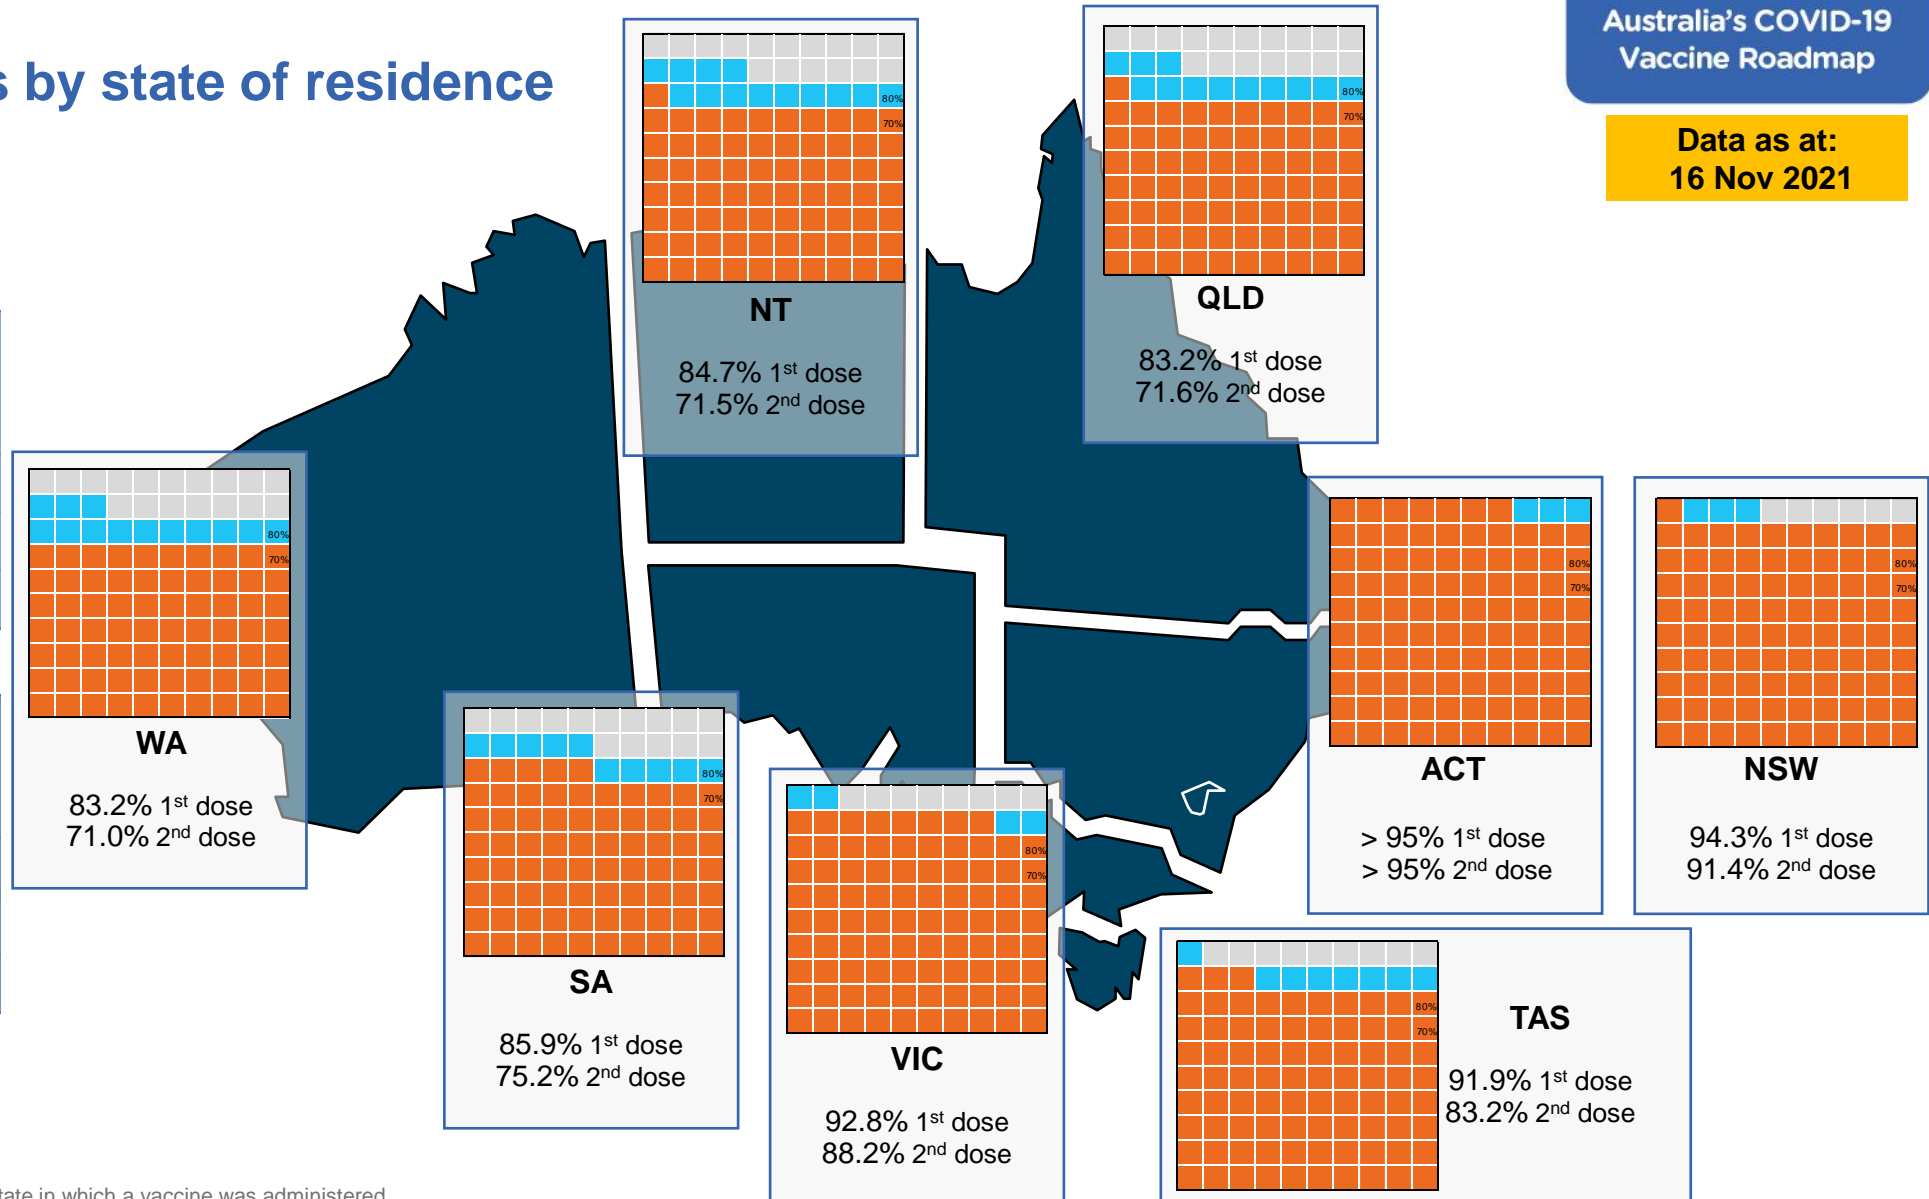 by state of residence
Australia's COVID-19
Vaccine Roadmap
Data as at:
16 Nov 2021
80%
70%
NT
84.7% 1st dose
71.5% 2nd dose
80%
70%
QLD
83.2% 1st dose
71.6% 2nd dose
80%
70%
WA
83.2% 1st dose
71.0% 2nd dose
80%
70%
SA
85.9% 1st dose
75.2% 2nd dose
80%
70%
VIC
92.8% 1st dose
88.2% 2nd dose
80%
70%
ACT
> 95% 1st dose
> 95% 2nd dose
80%
70%
NSW
94.3% 1st dose
91.4% 2nd dose
80%
70%
TAS
91.9% 1st dose
83.2% 2nd dose
in which a vaccine was administered